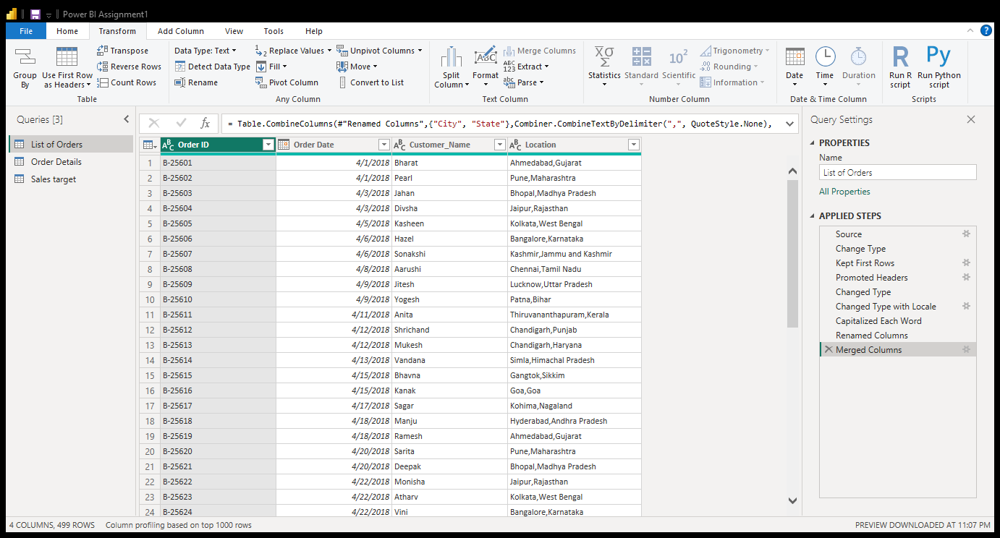 Power BI Assignment1
File Home Transform Add Column View Tools Help
Group By
Use First Row as Headers
Transpose
Reverse Rows
Count Rows
Table
Data Type: Text
Detect Data Type
Rename
Replace Values
Fill
Pivot Column
Unpivot Columns
Move
Convert to List
Any Column
Split Column
Format
Merge Columns
Extract
Parse
Text Column
Statistics
Standard
Scientific
Trigonometry
Rounding
Information
Number Column
Date
Time
Duration
Date & Time Column
Run R script
Run Python script
Scripts
Queries [3]
List of Orders
Order Details
Sales target
= Table.CombineColumns(#"Renamed Columns",{"City", "State"},Combiner.CombineTextByDelimiter(",", QuoteStyle.None),
Order ID Order Date Customer_Name Location
1 B-25601 4/1/2018 Bharat Ahmedabad,Gujarat
2 B-25602 4/1/2018 Pearl Pune,Maharashtra
3 B-25603 4/3/2018 Jahan Bhopal,Madhya Pradesh
4 B-25604 4/3/2018 Divsha Jaipur,Rajasthan
5 B-25605 4/5/2018 Kasheen Kolkata,West Bengal
6 B-25606 4/6/2018 Hazel Bangalore,Karnataka
7 B-25607 4/6/2018 Sonakshi Kashmir,Jammu and Kashmir
8 B-25608 4/8/2018 Aarushi Chennai,Tamil Nadu
9 B-25609 4/9/2018 Jitesh Lucknow,Uttar Pradesh
10 B-25610 4/9/2018 Yogesh Patna,Bihar
11 B-25611 4/11/2018 Anita Thiruvananthapuram,Kerala
12 B-25612 4/12/2018 Shrichand Chandigarh,Punjab
13 B-25613 4/12/2018 Mukesh Chandigarh,Haryana
14 B-25614 4/13/2018 Vandana Simla,Himachal Pradesh
15 B-25615 4/15/2018 Bhavna Gangtok,Sikkim
16 B-25616 4/15/2018 Kanak Goa,Goa
17 B-25617 4/17/2018 Sagar Kohima,Nagaland
18 B-25618 4/18/2018 Manju Hyderabad,Andhra Pradesh
19 B-25619 4/18/2018 Ramesh Ahmedabad,Gujarat
20 B-25620 4/20/2018 Sarita Pune,Maharashtra
21 B-25621 4/20/2018 Deepak Bhopal,Madhya Pradesh
22 B-25622 4/22/2018 Monisha Jaipur,Rajasthan
23 B-25623 4/22/2018 Atharv Kolkata,West Bengal
24 B-25624 4/22/2018 Vini Bangalore,Karnataka
Query Settings
PROPERTIES
Name
List of Orders
All Properties
APPLIED STEPS
Source
Change Type
Kept First Rows
Promoted Headers
Changed Type
Changed Type with Locale
Capitalized Each Word
Renamed Columns
Merged Columns
4 COLUMNS, 499 ROWS Column profiling based on top 1000 rows PREVIEW DOWNLOADED AT 11:07 PM